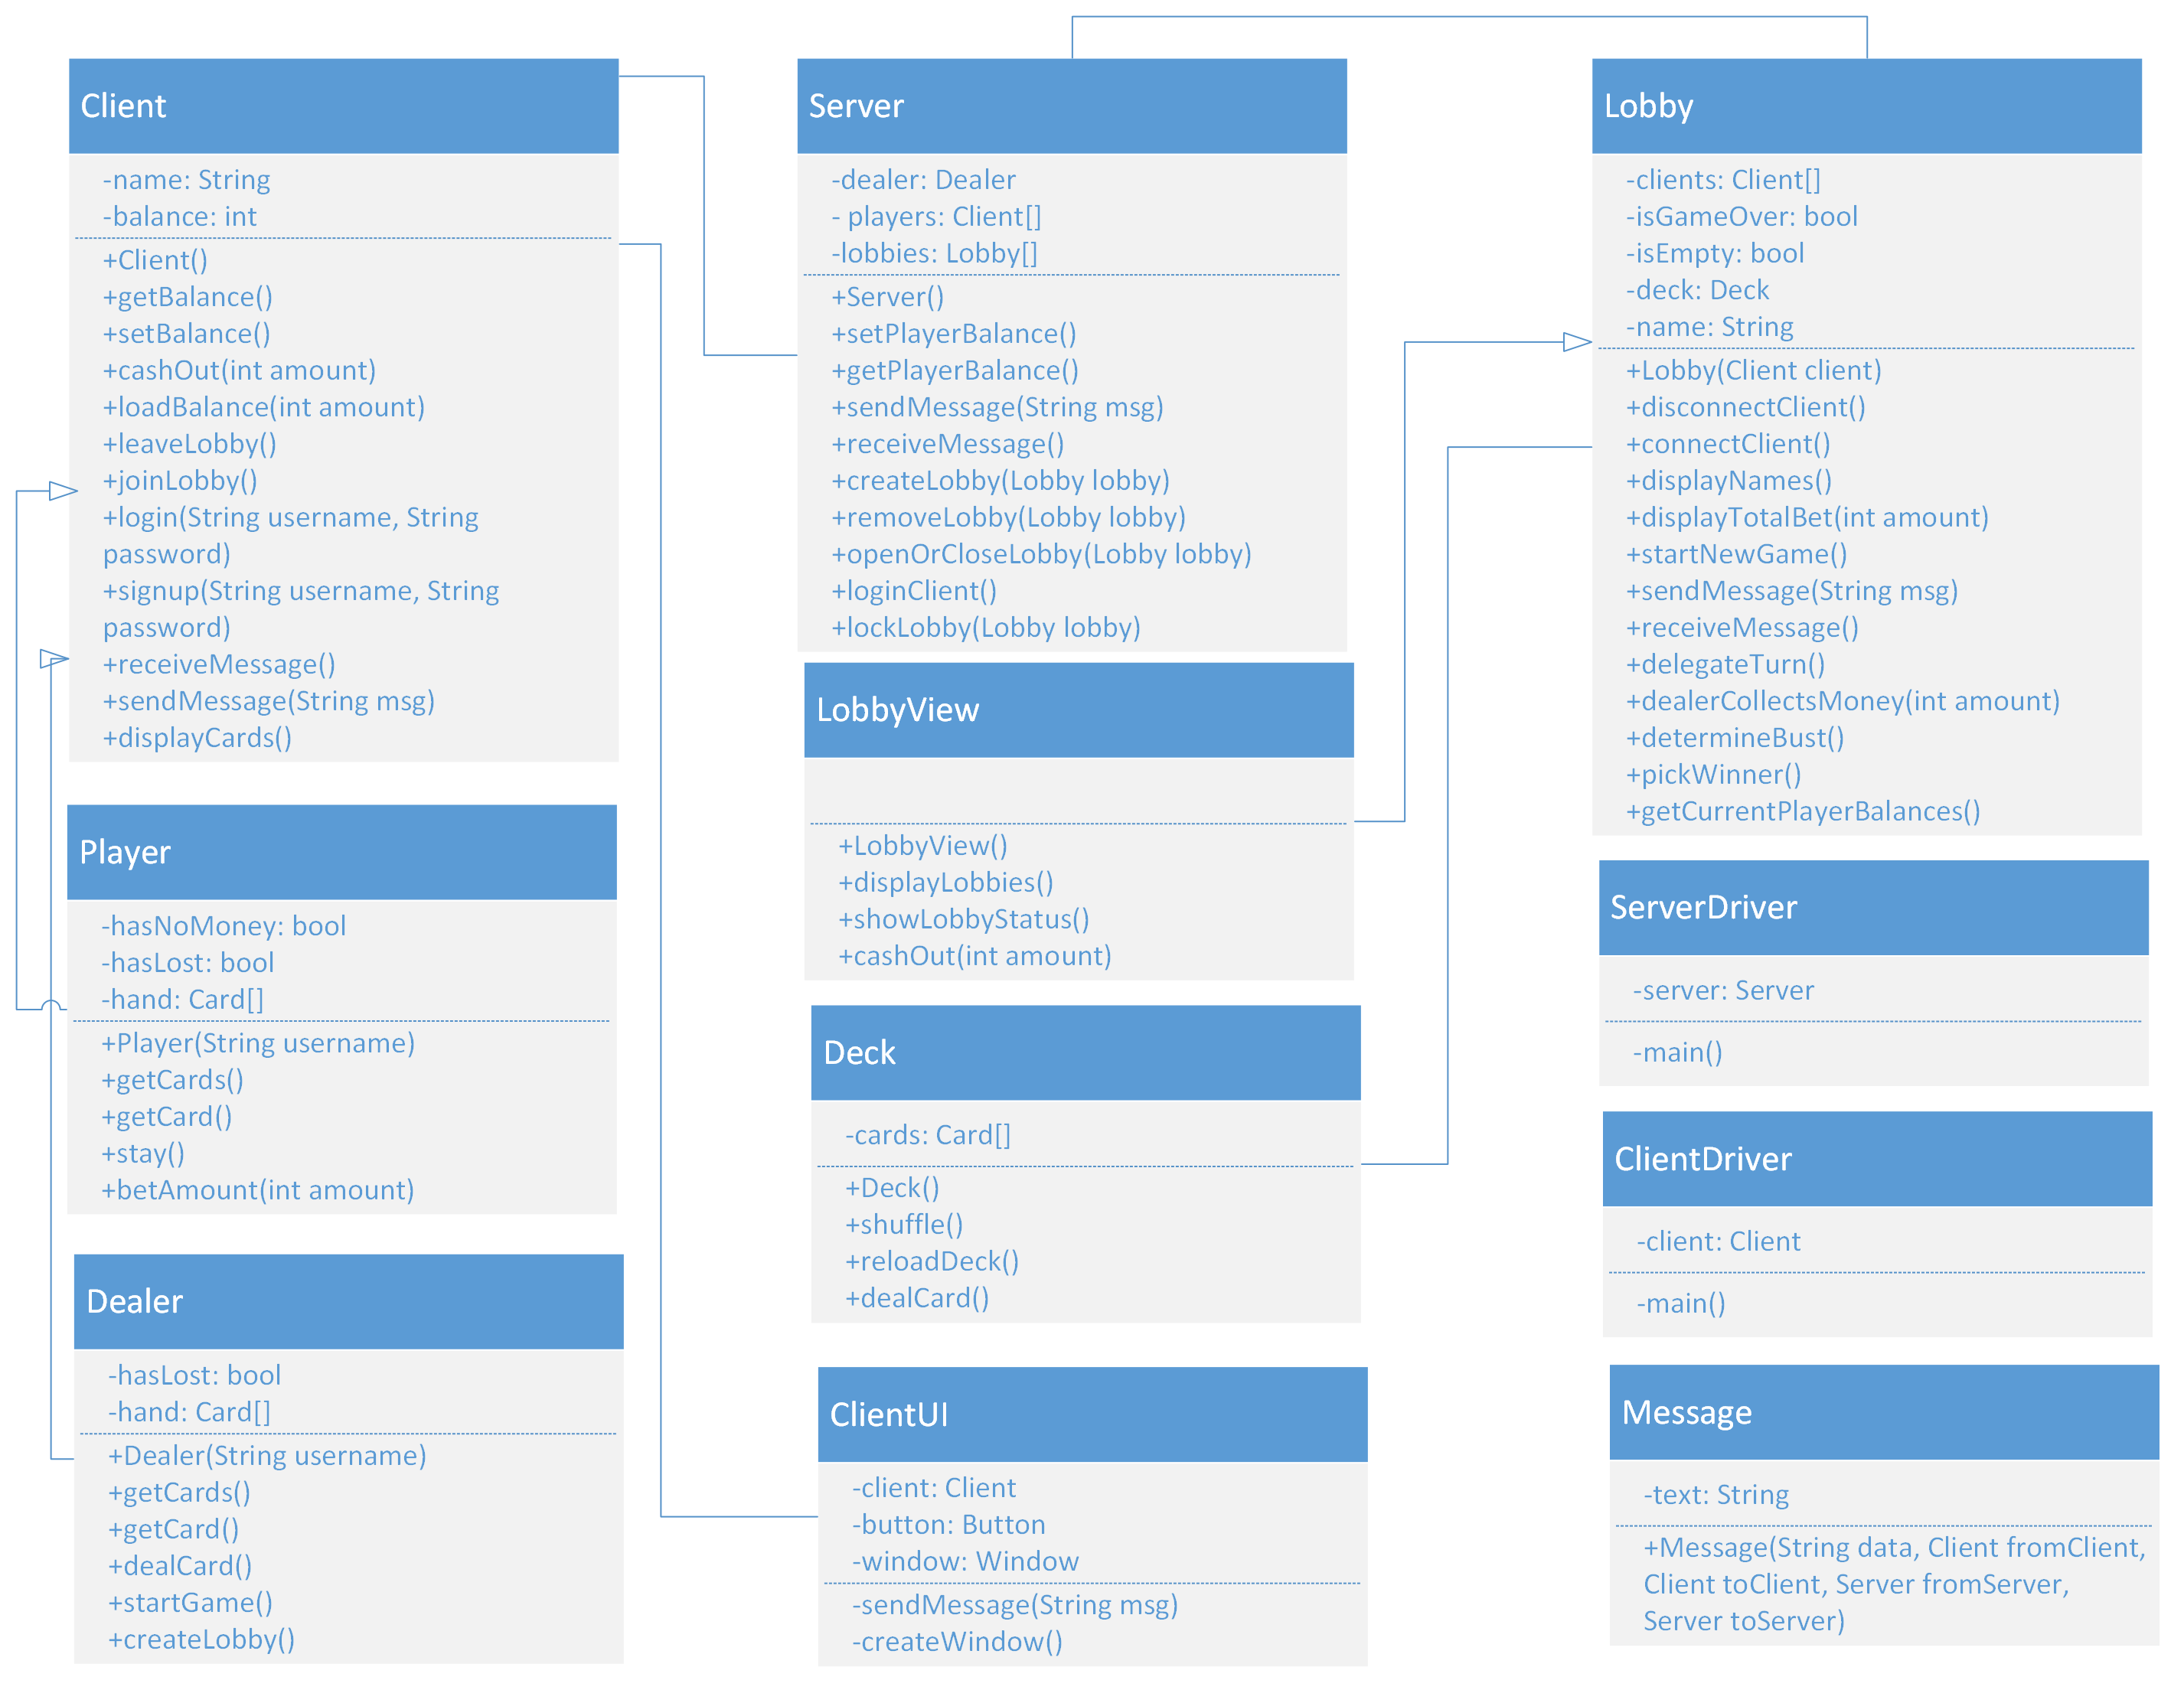 Client
-name: String
-balance: int
+Client()
+getBalance()
+setBalance()
+cashOut(int amount)
+loadBalance(int amount)
+leaveLobby()
+joinLobby()
+login(String username, String
password)
+signup(String username, String
password)
+receiveMessage()
+sendMessage(String msg)
+displayCards()
Player
-hasNoMoney: bool
-hasLost: bool
-hand: Card[]
+Player(String username)
+getCards()
+getCard()
+stay()
+betAmount(int amount)
Dealer
-hasLost: bool
-hand: Card[]
+Dealer(String username)
+getCards()
+getCard()
+dealCard()
+startGame()
+createLobby()
Server
-dealer: Dealer
- players: Client[]
-lobbies: Lobby[]
+Server()
+setPlayerBalance()
+getPlayerBalance()
+sendMessage(String msg)
+receiveMessage()
+createLobby(Lobby lobby)
+removeLobby(Lobby lobby)
+openOrCloseLobby(Lobby lobby)
+loginClient()
+lockLobby(Lobby lobby)
LobbyView
+LobbyView()
+displayLobbies()
+showLobbyStatus()
+cashOut(int amount)
Deck
-cards: Card[]
+Deck()
+shuffle()
+reloadDeck()
+dealCard()
ClientUI
-client: Client
-button: Button
-window: Window
-sendMessage(String msg)
-createWindow()
Lobby
-clients: Client[]
-isGameOver: bool
-isEmpty: bool
-deck: Deck
-name: String
+Lobby(Client client)
+disconnectClient()
+connectClient()
+displayNames()
+displayTotalBet(int amount)
+startNewGame()
+sendMessage(String msg)
+receiveMessage()
+delegateTurn()
+dealerCollectsMoney(int amount)
+determineBust()
+pickWinner()
+getCurrentPlayerBalances()
ServerDriver
-server: Server
-main()
ClientDriver
-client: Client
-main()
Message
-text: String
+Message(String data, Client fromClient,
Client toClient, Server fromServer,
Server toServer)